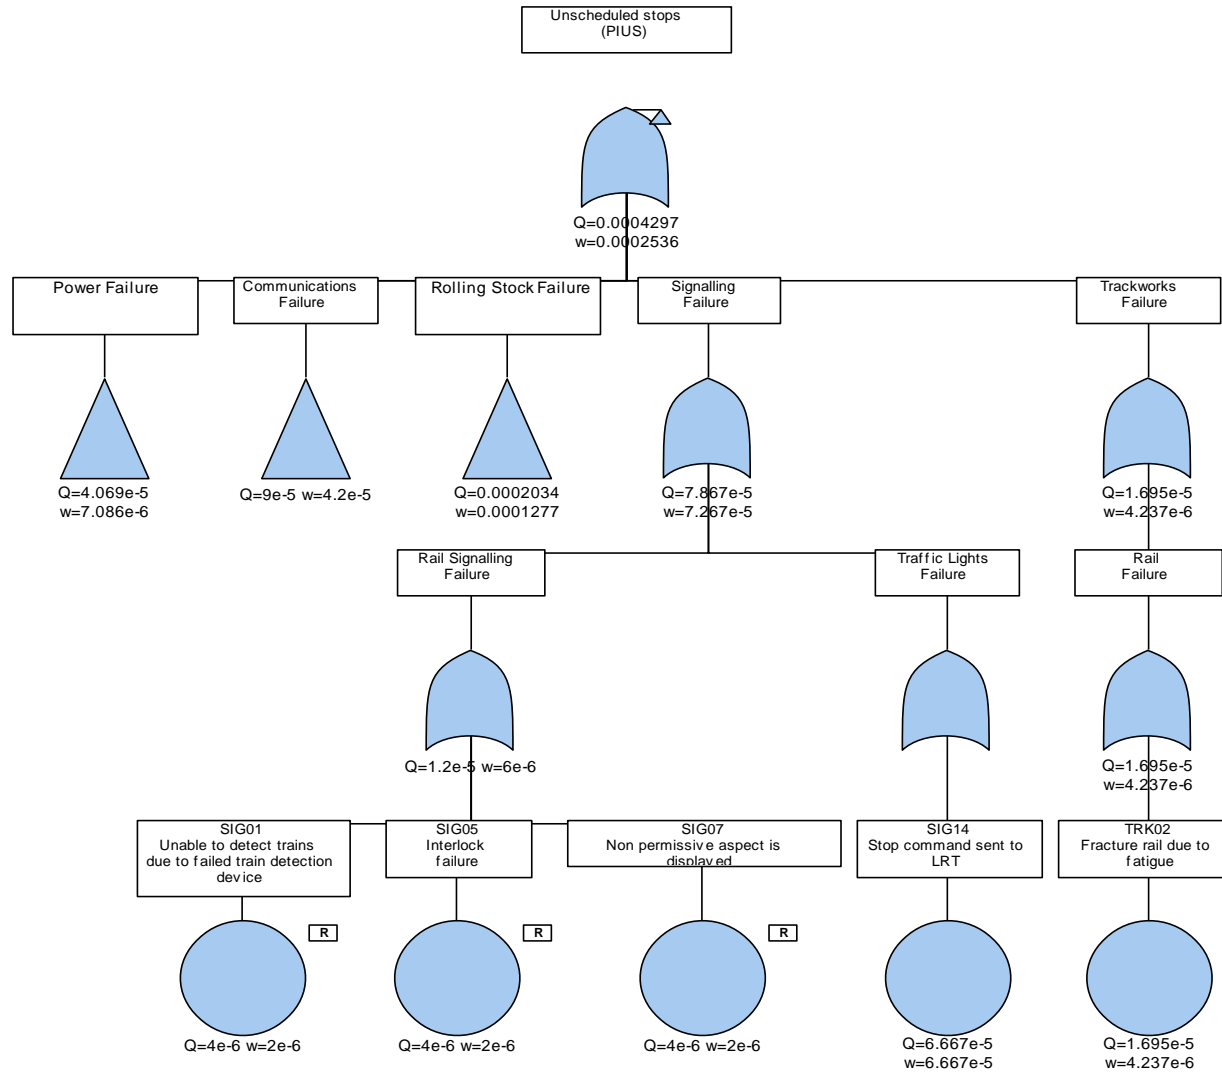 Unscheduled stops
(PIUS)
Q=0.0004297
w=0.0002536
Power Failure
Communications
Failure
Rolling Stock Failure
Signalling
Failure
Trackworks
Failure
Q=4.069e-5
w=7.086e-6
Q=9e-5 w=4.2e-5
Q=0.0002034
w=0.0001277
Q=7.867e-5
w=7.267e-5
Q=1.695e-5
w=4.237e-6
Rail Signalling
Failure
Traffic Lights
Failure
Rail
Failure
Q=1.2e-5 w=6e-6
Q=1.695e-5
w=4.237e-6
SIG01
Unable to detect trains
due to failed train detection
device
SIG05
Interlock
failure
SIG07
Non permissive aspect is
displayed
SIG14
Stop command sent to
LRT
TRK02
Fracture rail due to
fatigue
R
R
R
Q=4e-6 w=2e-6
Q=4e-6 w=2e-6
Q=4e-6 w=2e-6
Q=6.667e-5
w=6.667e-5
Q=1.695e-5
w=4.237e-6